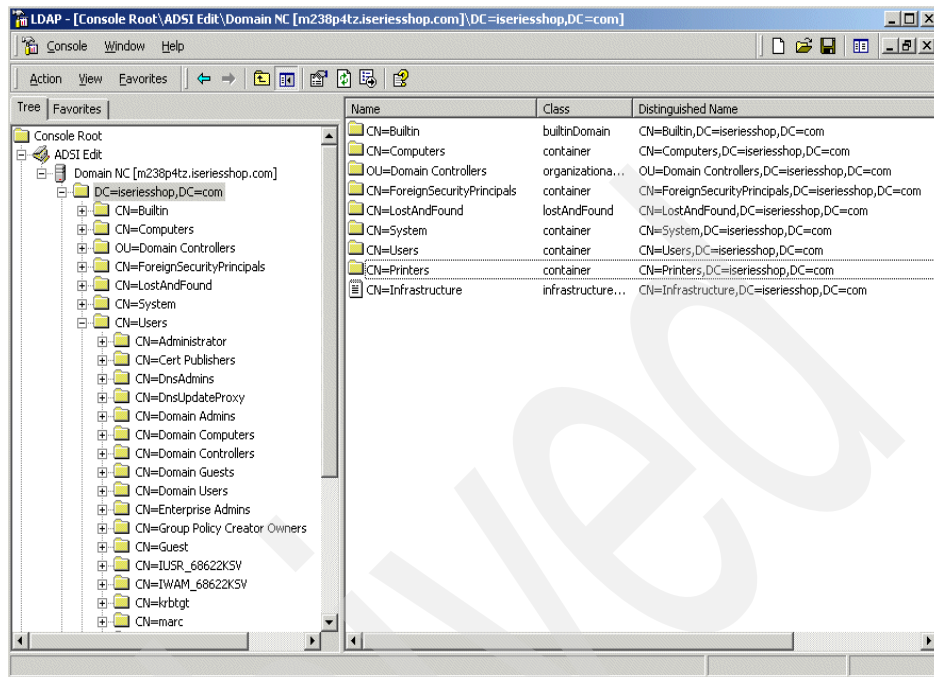 LDAP - [Console Root\ADSI Edit\Domain NC [m238p4tz.iseriesshop.com]\DC=iseriesshop,DC=com]
Console Window Help
Action View Favorites
Tree Favorites
Console Root
ADSI Edit
Domain NC [m238p4tz.iseriesshop.com]
DC=iseriesshop,DC=com
CN=Builtin
CN=Computers
OU=Domain Controllers
CN=ForeignSecurityPrincipals
CN=LostAndFound
CN=System
CN=Users
CN=Administrator
CN=Cert Publishers
CN=DnsAdmins
CN=DnsUpdateProxy
CN=Domain Admins
CN=Domain Computers
CN=Domain Controllers
CN=Domain Guests
CN=Domain Users
CN=Enterprise Admins
CN=Group Policy Creator Owners
CN=Guest
CN=IUSR_68622KSV
CN=IWAM_68622KSV
CN=krbtgt
CN=marc
Name Class Distinguished Name
CN=Builtin builtinDomain CN=Builtin,DC=iseriesshop,DC=com
CN=Computers container CN=Computers,DC=iseriesshop,DC=com
OU=Domain Controllers organizationa... OU=Domain Controllers,DC=iseriesshop,DC=com
CN=ForeignSecurityPrincipals container CN=ForeignSecurityPrincipals,DC=iseriesshop,DC=com
CN=LostAndFound lostAndFound CN=LostAndFound,DC=iseriesshop,DC=com
CN=System container CN=System,DC=iseriesshop,DC=com
CN=Users container CN=Users,DC=iseriesshop,DC=com
CN=Printers container CN=Printers,DC=iseriesshop,DC=com
CN=Infrastructure infrastructure... CN=Infrastructure,DC=iseriesshop,DC=com